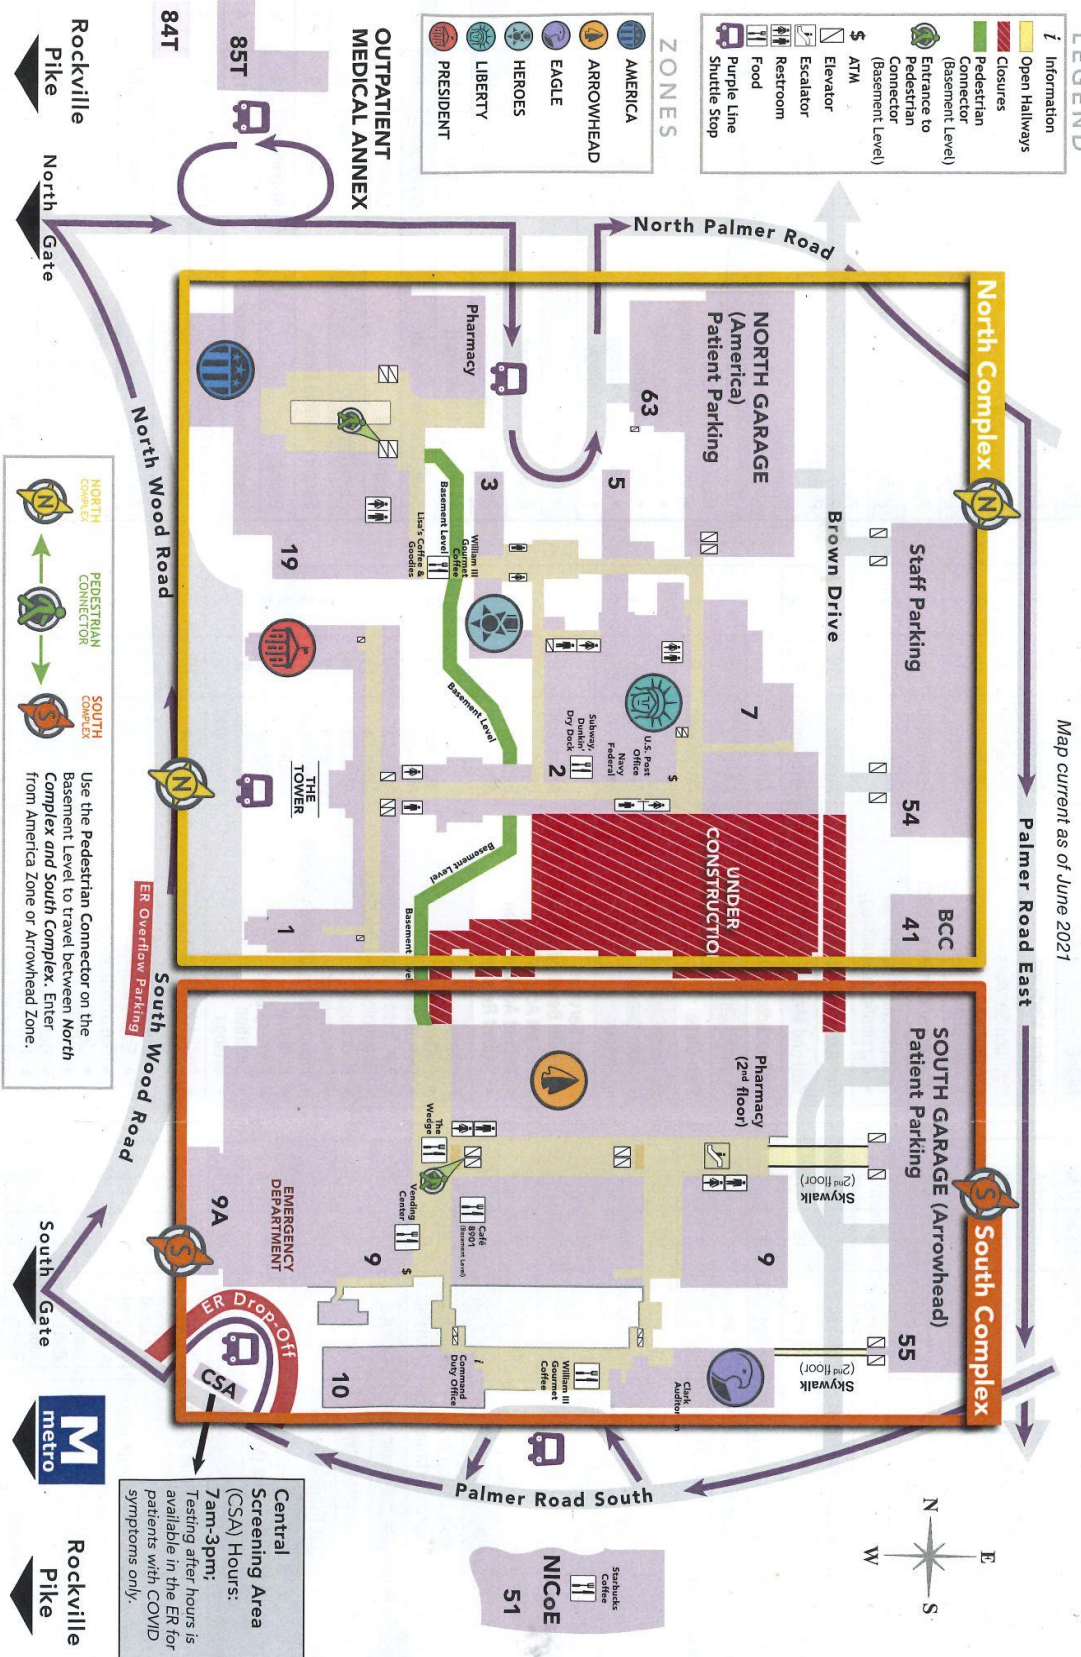 LEGEND
i Information
Open Hallways
Closures
Pedestrian
Connector
(Basement Level)
Entrance to
Pedestrian
Connector
(Basement Level)
$ ATM
Elevator
Escalator
Restroom
Food
Purple Line
Shuttle Stop
ZONES
AMERICA
ARROWHEAD
EAGLE
HEROES
LIBERTY
PRESIDENT
OUTPATIENT
MEDICAL ANNEX
85T
84T
Rockville
Pike
North Gate
Map current as of June 2021
North Palmer Road
Palmer Road East
Brown Drive
North Wood Road
North Complex
N
Staff Parking
54
BCC
41
NORTH GARAGE
(America)
Patient Parking
63
Pharmacy
5
3
7
William III
Gourmet
Coffee
Basement Level
Lisa's Coffee &
Goodies
19
U.S. Post
Office
Navy
Federal
$
Subway,
Dunkin'
Dry Dock
2
Basement Level
UNDER
CONSTRUCTIO
THE
TOWER
N
Basement Level
Basement
vel
1
ER Overflow Parking
South Wood Road
South Complex
S
SOUTH GARAGE (Arrowhead)
Patient Parking
55
Skywalk
(2nd floor)
Skywalk
(2nd floor)
Pharmacy
(2nd floor)
9
The
Wedge
Café
8901
(Basement Level)
Vending
Center
$
9
EMERGENCY
DEPARTMENT
9A
S
Clark
William III
Gourmet
Coffee
i
Command
Duty Office
10
ER Drop-Off
CSA
South Gate
Palmer Road South
NORTH
COMPLEX
N
PEDESTRIAN
CONNECTOR
SOUTH
COMPLEX
S
Use the Pedestrian Connector on the
Basement Level to travel between North
Complex and South Complex. Enter
from America Zone or Arrowhead Zone.
N
E
S
W
Starbucks
Coffee
NICoE
51
Central
Screening Area
(CSA) Hours:
7am-3pm;
Testing after hours is
available in the ER for
patients with COVID
symptoms only.
M
metro
Rockville
Pike